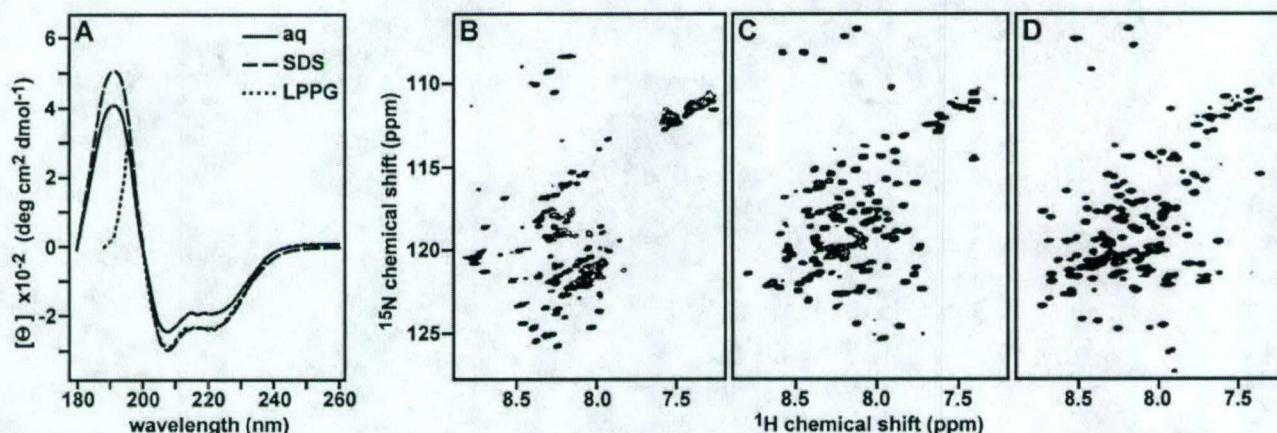 A
aq
SDS
LPPG
6
4
2
0
-2
[Θ] x10-2 (deg cm2 dmol-1)
180 200 220 240 260
wavelength (nm)
B
C
D
110
115
120
125
15N chemical shift (ppm)
8.5 8.0 7.5
8.5 8.0 7.5
8.5 8.0 7.5
1H chemical shift (ppm)